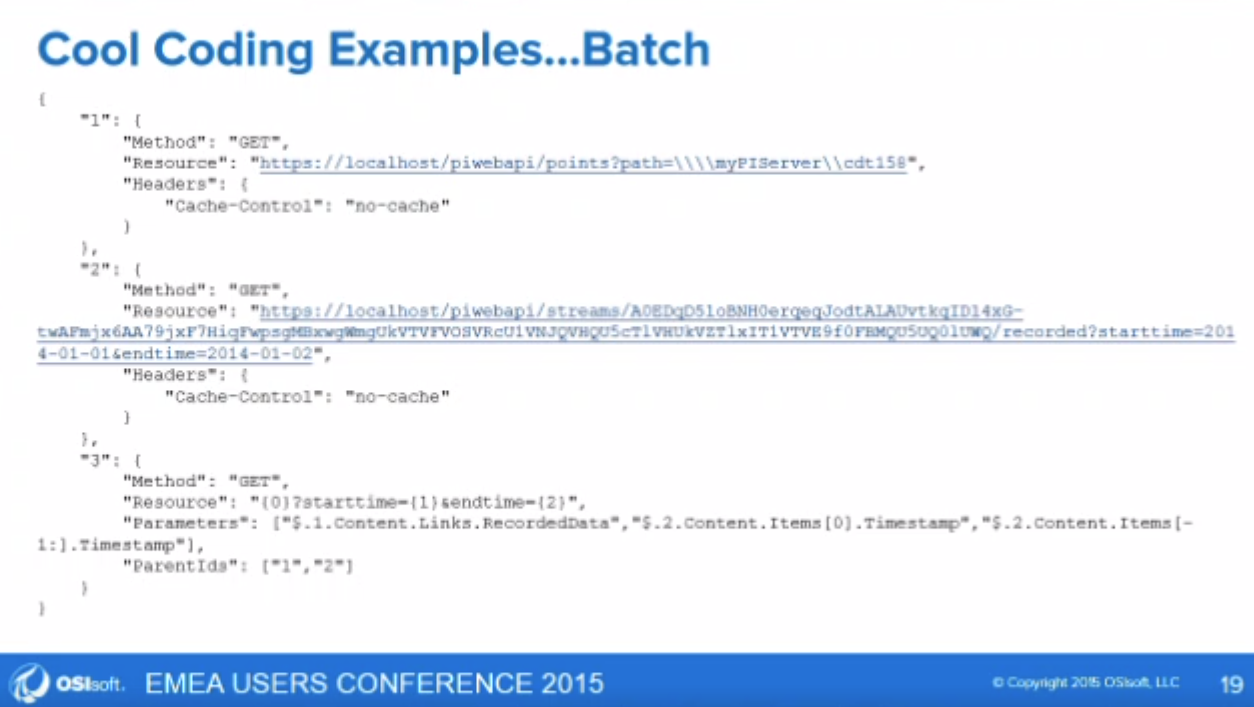 Cool Coding Examples...Batch
{
"1": {
"Method": "GET",
"Resource": "https://localhost/piwebapi/points?path=\\\\myPIServer\\cdt158",
"Headers": {
"Cache-Control": "no-cache"
}
},
"2": {
"Method": "GET",
"Resource": "https://localhost/piwebapi/streams/
/recorded?starttime=201
4-01-01&endtime=2014-01-02",
"Headers": {
"Cache-Control": "no-cache"
}
},
"3": {
"Method": "GET",
"Resource": "{0}?starttime={1}&endtime={2}",
"Parameters": ["$.1.Content.Links.RecordedData","$.2.Content.Items[0].Timestamp","$.2.Content.Items[-
1:].Timestamp"],
"ParentIds": ["1","2"]
}
}
OSIsoft. EMEA USERS CONFERENCE 2015
© Copyright 2015 OSIsoft, LLC
19